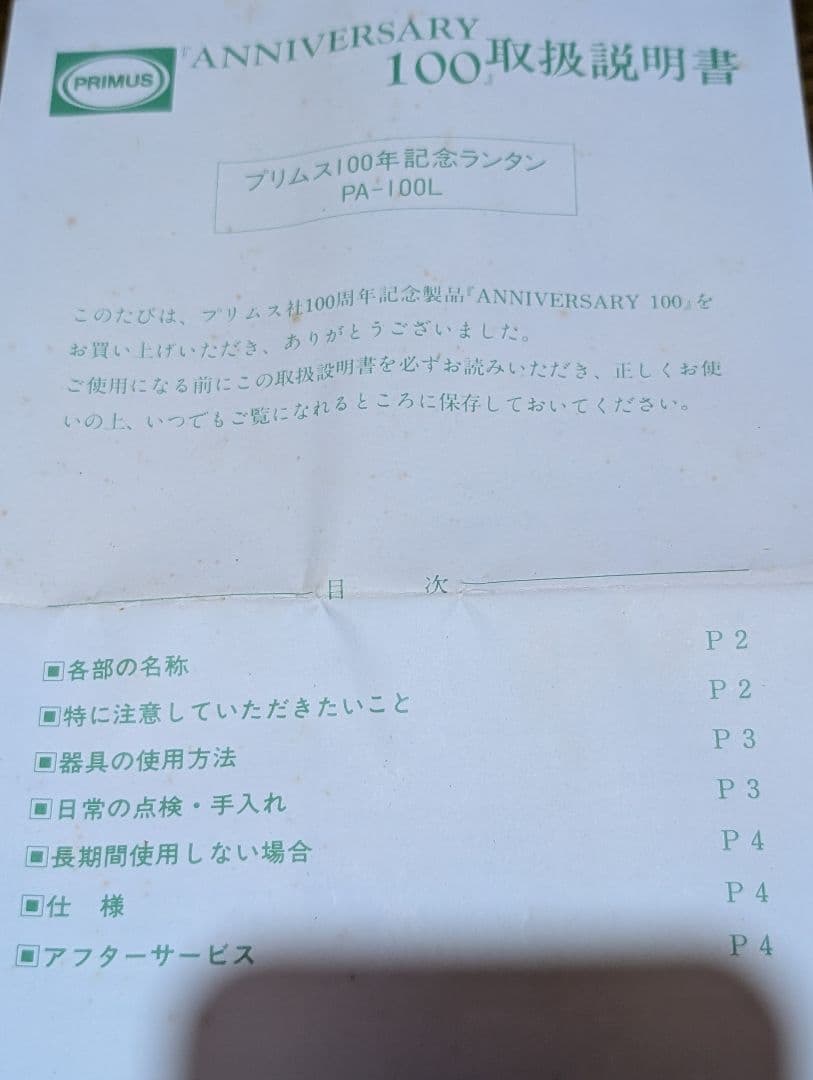 PRIMUS
『ANNIVERSARY 100』取扱説明書
プリムス100年記念ランタン
PA-100L
このたびは、プリムス社100周年記念製品『ANNIVERSARY 100』を
お買い上げいただき、ありがとうございました。
ご使用になる前にこの取扱説明書を必ずお読みいただき、正しくお使
いの上、いつでもご覧になれるところに保存しておいてください。
目 次
▣各部の名称 P 2
▣特に注意していただきたいこと P 2
▣器具の使用方法 P 3
▣日常の点検・手入れ P 3
▣長期間使用しない場合 P 4
▣仕 様 P 4
▣アフターサービス P 4